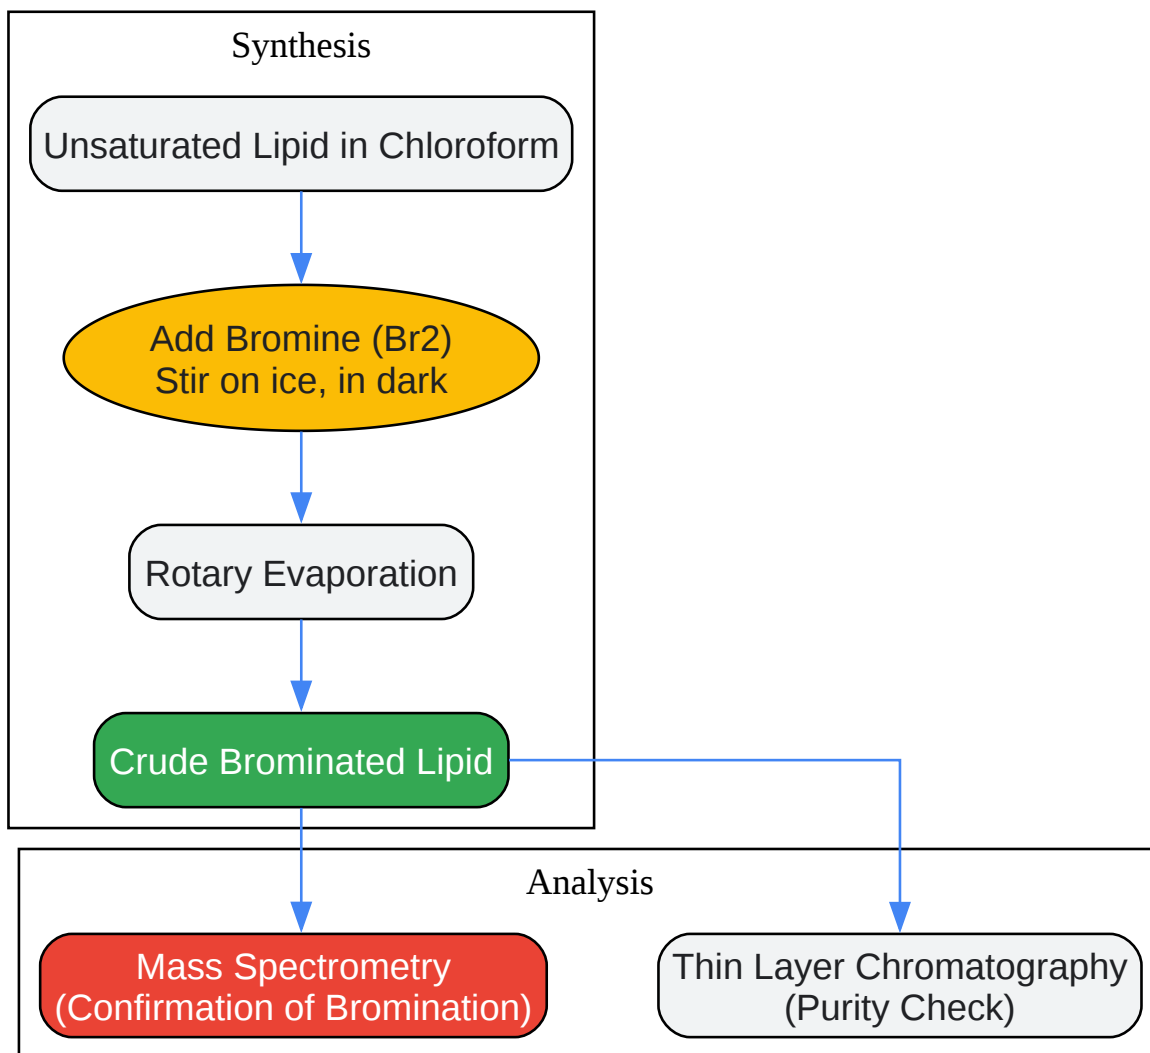 Synthesis
Unsaturated Lipid in Chloroform
Add Bromine (Br2)
Stir on ice, in dark
Rotary Evaporation
Crude Brominated Lipid
Analysis
Mass Spectrometry
(Confirmation of Bromination)
Thin Layer Chromatography
(Purity Check)